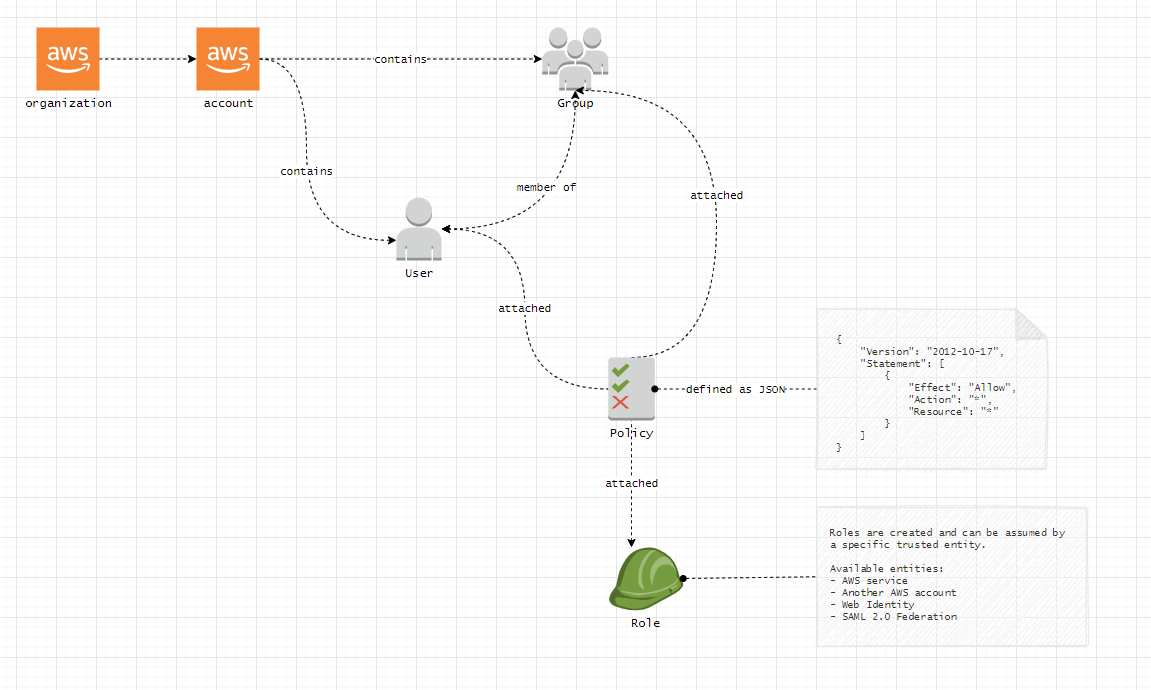 aws
aws
organization
account
contains
Group
contains
member of
attached
User
attached
{
"Version": "2012-10-17",
"Statement": [
{
"Effect": "Allow",
"Action": "*",
"Resource": "*"
}
]
}
defined as JSON
Policy
attached
Roles are created and can be assumed by
a specific trusted entity.
Available entities:
- AWS service
- Another AWS account
- Web Identity
- SAML 2.0 Federation
Role